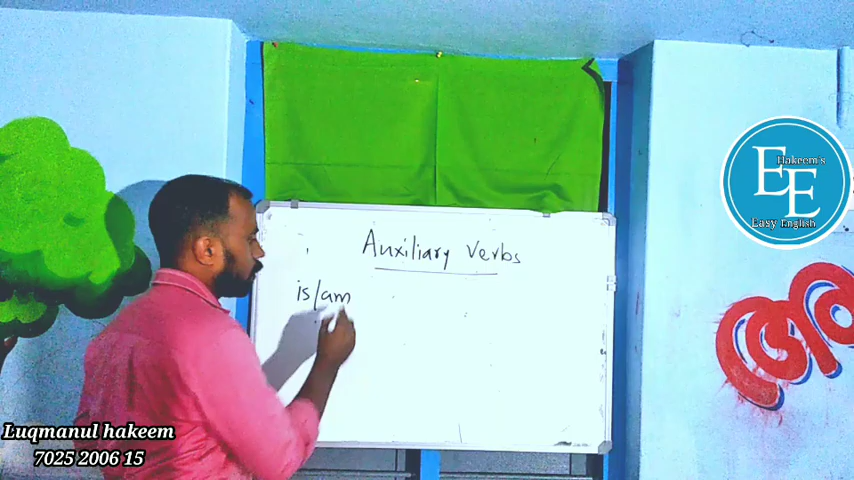 Hakeem's
EE
Easy English
Auxiliary verbs
is/am
Luqmanul hakeem
7025 2006 15